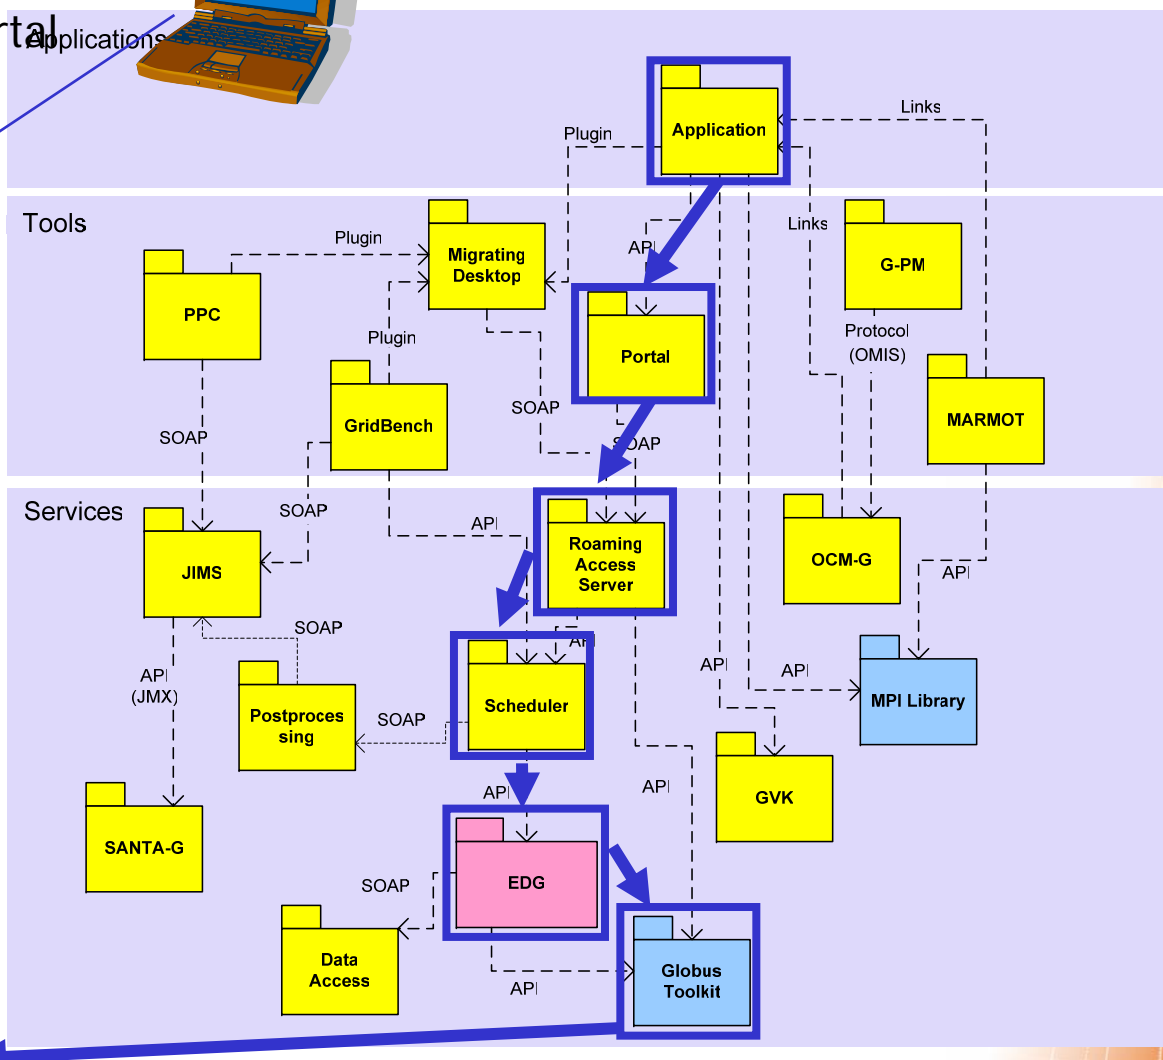 rtal
Applications
Application
Links
Plugin
Tools
Links
Migrating
Desktop
Plugin
API
G-PM
PPC
Plugin
Protocol
(OMIS)
Portal
SOAP
MARMOT
GridBench
SOAP
SOAP
Services
SOAP
API
Roaming
Access
Server
OCM-G
JIMS
API
SOAP
API
API
(JMX)
API
API
Postproces
sing
SOAP
Scheduler
MPI Library
API
API
GVK
SANTA-G
SOAP
EDG
Data
Access
Globus
Toolkit
API